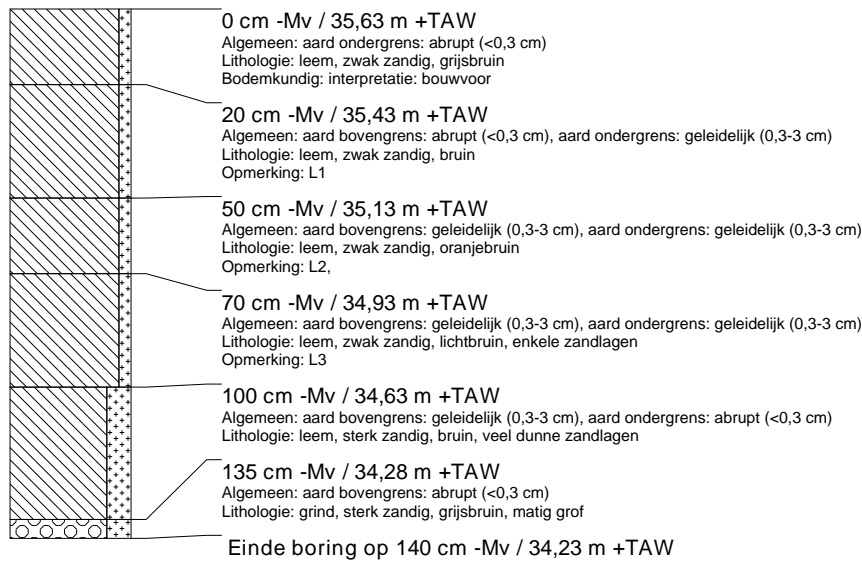 0 cm -Mv / 35,63 m +TAW
Algemeen: aard ondergrens: abrupt (<0,3 cm)
Lithologie: leem, zwak zandig, grijsbruin
Bodemkundig: interpretatie: bouwvoor
20 cm -Mv / 35,43 m +TAW
Algemeen: aard bovengrens: abrupt (<0,3 cm), aard ondergrens: geleidelijk (0,3-3 cm)
Lithologie: leem, zwak zandig, bruin
Opmerking: L1
50 cm -Mv / 35,13 m +TAW
Algemeen: aard bovengrens: geleidelijk (0,3-3 cm), aard ondergrens: geleidelijk (0,3-3 cm)
Lithologie: leem, zwak zandig, oranjebruin
Opmerking: L2,
70 cm -Mv / 34,93 m +TAW
Algemeen: aard bovengrens: geleidelijk (0,3-3 cm), aard ondergrens: geleidelijk (0,3-3 cm)
Lithologie: leem, zwak zandig, lichtbruin, enkele zandlagen
Opmerking: L3
100 cm -Mv / 34,63 m +TAW
Algemeen: aard bovengrens: geleidelijk (0,3-3 cm), aard ondergrens: abrupt (<0,3 cm)
Lithologie: leem, sterk zandig, bruin, veel dunne zandlagen
135 cm -Mv / 34,28 m +TAW
Algemeen: aard bovengrens: abrupt (<0,3 cm)
Lithologie: grind, sterk zandig, grijsbruin, matig grof
Einde boring op 140 cm -Mv / 34,23 m +TAW